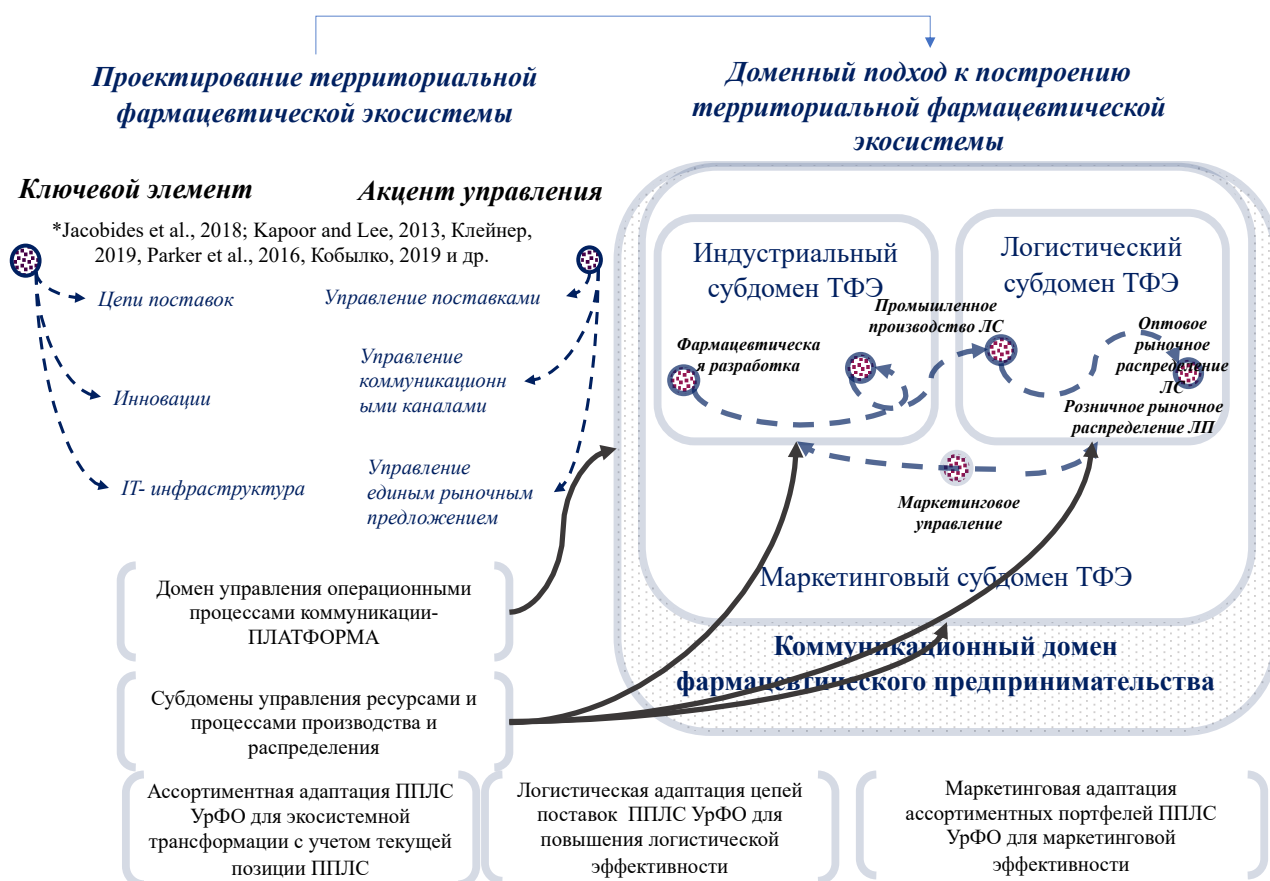 Проектирование территориальной
фармацевтической экосистемы
Доменный подход к построению
территориальной фармацевтической
экосистемы
Ключевой элемент
Акцент управления
*Jacobides et al., 2018; Kapoor and Lee, 2013, Клейнер,
2019, Parker et al., 2016, Кобылко, 2019 и др.
Цепи поставок
Инновации
IT- инфраструктура
Управление поставками
Управление
коммуникационн
ыми каналами
Управление
единым рыночным
предложением
Индустриальный
субдомен ТФЭ
Логистический
субдомен ТФЭ
Фармацевтическа
я разработка
Промышленное
производство ЛС
Оптовое
рыночное
распределение
ЛС
Розничное рыночное
распределение ЛП
Маркетинговое
управление
Маркетинговый субдомен ТФЭ
Коммуникационный домен
фармацевтического предпринимательства
Домен управления операционными
процессами коммуникации-
ПЛАТФОРМА
Субдомены управления ресурсами и
процессами производства и
распределения
Ассортиментная адаптация ППЛС
УрФО для экосистемной
трансформации с учетом текущей
позиции ППЛС
Логистическая адаптация цепей
поставок ППЛС УрФО для
повышения логистической
эффективности
Маркетинговая адаптация
ассортиментных портфелей ППЛС
УрФО для маркетинговой
эффективности